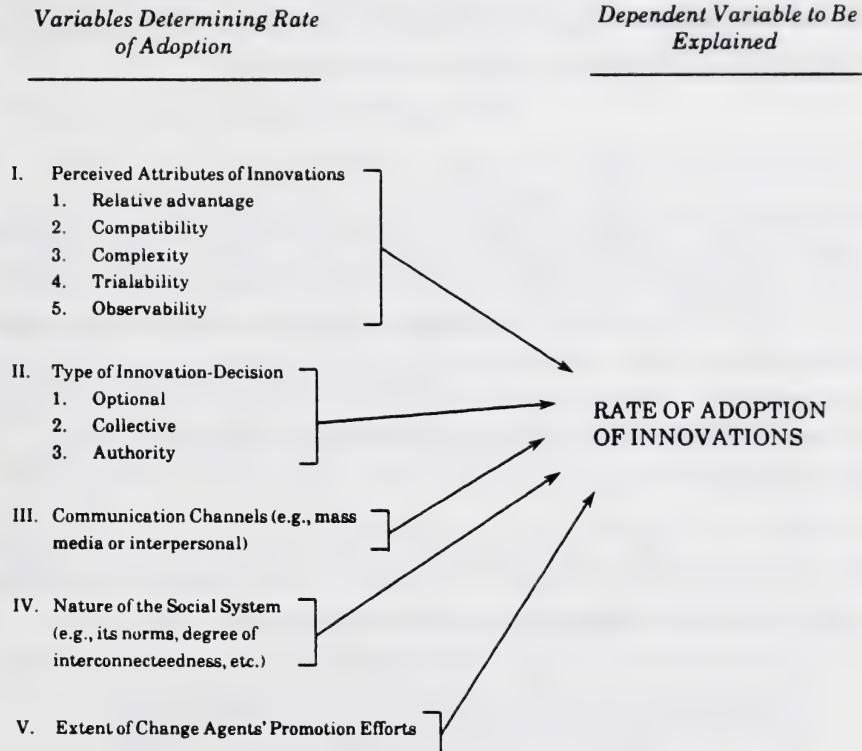 Variables Determining Rate
of Adoption
Dependent Variable to Be
Explained
I. Perceived Attributes of Innovations
1. Relative advantage
2. Compatibility
3. Complexity
4. Trialability
5. Observability
II. Type of Innovation-Decision
1. Optional
2. Collective
3. Authority
RATE OF ADOPTION
OF INNOVATIONS
III. Communication Channels (e.g., mass
media or interpersonal)
IV. Nature of the Social System
(e.g., its norms, degree of
interconnecteedness, etc.)
V. Extent of Change Agents' Promotion Efforts